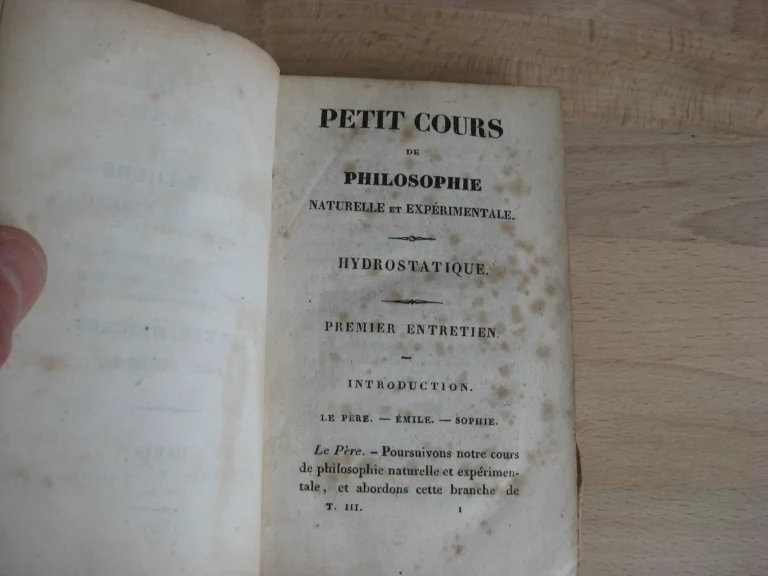 PETIT COURS
DE
PHILOSOPHIE
NATURELLE ET EXPÉRIMENTALE.
HYDROSTATIQUE.
PREMIER ENTRETIEN.
INTRODUCTION.
LE PÈRE. — ÉMILE. — SOPHIE.
Le Père. – Poursuivons notre cours
de philosophie naturelle et expérimen-
tale, et abordons cette branche de
T. III. 1